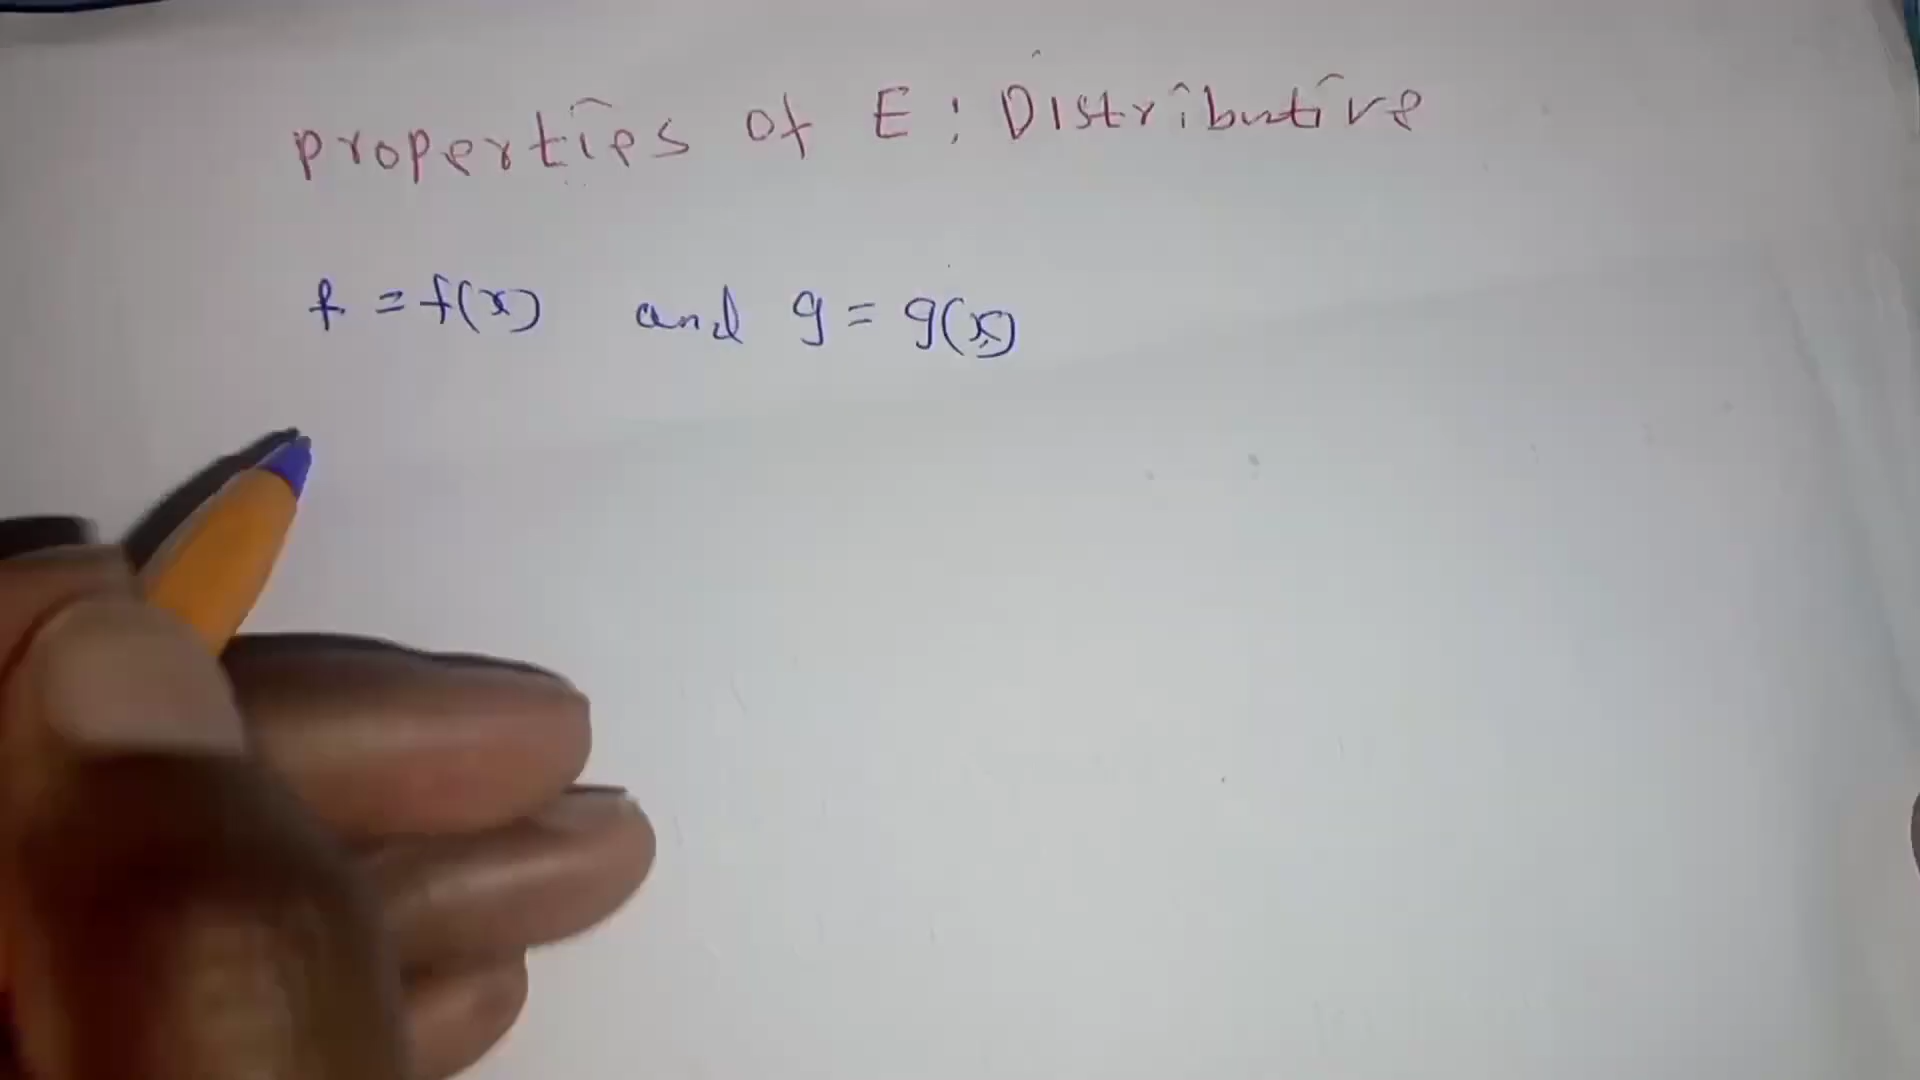 properties of E : Distributive
f = f(x) and g = g(x)